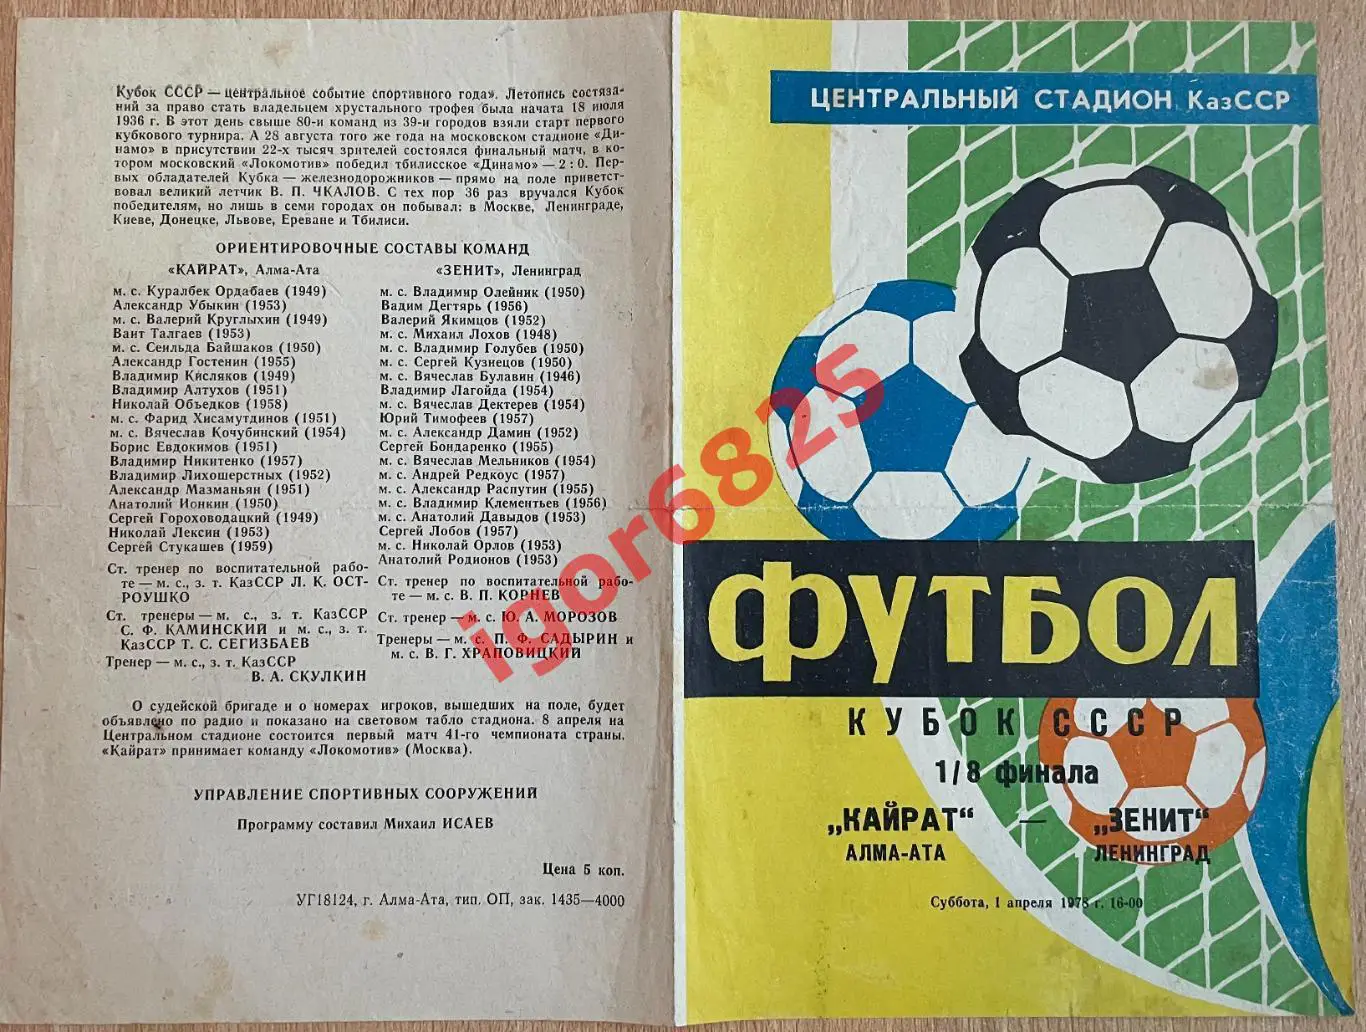 Кубок СССР — центральное событие спортивного года». Летопись состяза-
ний за право стать владельцем хрустального трофея была начата 18 июля
1936 г. В этот день свыше 80-и команд из 39-и городов взяли старт первого
кубкового турнира. А 28 августа того же года на московском стадионе «Ди-
намо» в присутствии 22-х тысяч зрителей состоялся финальный матч, в ко-
тором московский «Локомотив» победил тбилисское «Динамо» — 2:0. Пер-
вых обладателей Кубка — железнодорожников — прямо на поле приветст-
вовал великий летчик В. П. ЧКАЛОВ. С тех пор 36 раз вручался Кубок
победителям, но лишь в семи городах он побывал: в Москве, Ленинграде,
Киеве, Донецке, Львове, Ереване и Тбилиси.
ОРИЕНТИРОВОЧНЫЕ СОСТАВЫ КОМАНД
«КАЙРАТ», Алма-Ата
м. с. Куралбек Ордабаев (1949)
Александр Убыкин (1953)
м. с. Валерий Круглыхин (1949)
Ваит Талгаев (1953)
м. с. Сеильда Байшаков (1950)
Александр Гостенин (1955)
Владимир Кисляков (1949)
Владимир Алтухов (1951)
Николай Объедков (1958)
м. с. Фарид Хисамутдинов (1951)
м. с. Вячеслав Кочубинский (1954)
Борис Евдокимов (1951)
Владимир Никитенко (1957)
Владимир Лихошерстных (1952)
Александр Мазманьян (1951)
Анатолий Ионкин (1950)
Сергей Гороховодацкий (1949)
Николай Лексин (1953)
Сергей Стукашев (1959)
Ст. тренер по воспитательной рабо-
те — м. с., з. т. КазССР Л. К. ОСТ-
РОУШКО
Ст. тренеры — м. с., з. т. КазССР
С. Ф. КАМИНСКИЙ и м. с., з. т.
КазССР Т. С. СЕГИЗБАЕВ
Тренер — м. с., з. т. КазССР
В. А. СКУЛКИН
«ЗЕНИТ», Ленинград
м. с. Владимир Олейник (1950)
Вадим Дегтярь (1956)
Валерий Якимцов (1952)
м. с. Михаил Лохов (1948)
м. с. Владимир Голубев (1950)
м. с. Сергей Кузнецов (1950)
м. с. Вячеслав Булавин (1946)
Владимир Лагойда (1954)
м. с. Вячеслав Дектерев (1954)
Юрий Тимофеев (1957)
м. с. Александр Дамин (1952)
Сергей Бондаренко (1955)
м. с. Вячеслав Мельников (1954)
м. с. Андрей Редкоус (1957)
м. с. Александр Распутин (1955)
м. с. Владимир Клементьев (1956)
м. с. Анатолий Давыдов (1953)
Сергей Лобов (1957)
м. с. Николай Орлов (1953)
Анатолий Родионов (1953)
Ст. тренер по воспитательной рабо-
те — м. с. В. П. КОРНЕВ
Ст. тренер — м. с. Ю. А. МОРОЗОВ
Тренеры — м. с. П. Ф. САДЫРИН и
м. с. В. Г. ХРАПОВИЦКИЙ
О судейской бригаде и о номерах игроков, вышедших на поле, будет
объявлено по радио и показано на световом табло стадиона. 8 апреля на
Центральном стадионе состоится первый матч 41-го чемпионата страны.
«Кайрат» принимает команду «Локомотив» (Москва).
УПРАВЛЕНИЕ СПОРТИВНЫХ СООРУЖЕНИЙ
Программу составил Михаил ИСАЕВ
Цена 5 коп.
УГ18124, г. Алма-Ата, тип. ОП, зак. 1435—4000
ЦЕНТРАЛЬНЫЙ СТАДИОН КазССР
ФУТБОЛ
КУБОК СССР
1/8 финала
„КАЙРАТ" — „ЗЕНИТ"
АЛМА-АТА ЛЕНИНГРАД
Суббота, 1 апреля 1978 г. 16-00
igor6825